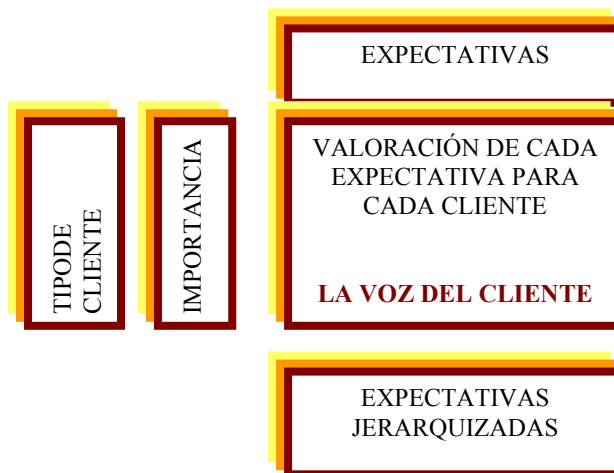 EXPECTATIVAS
TIPODE
CLIENTE
IMPORTANCIA
VALORACIÓN DE CADA
EXPECTATIVA PARA
CADA CLIENTE
LA VOZ DEL CLIENTE
EXPECTATIVAS
JERARQUIZADAS